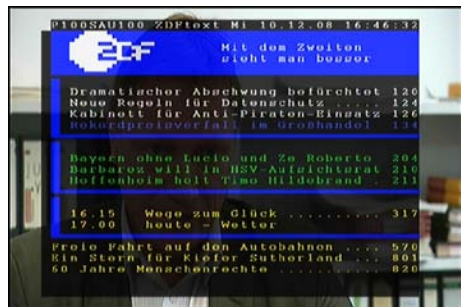 P100SAU100 ZDFtext Mi 10.12.08 16:46:32
ZDF
Mit dem Zweiten
sieht man besser
Dramatischer Abschwung befürchtet 120
Neue Regeln für Datenschutz ..... 124
Kabinett für Anti-Piraten-Einsatz 126
Rekordpreisverfall im Großhandel 134
Bayern ohne Lucio und Ze Roberto 204
Barbarez will in HSV-Aufsichtsrat 210
Hoffenheim holt Timo Hildebrand . 211
16.15 Wege zum Glück .......... 317
17.00 heute - Wetter
Freie Fahrt auf den Autobahnen .... 570
Ein Stern für Kiefer Sutherland ... 801
60 Jahre Menschenrechte ........... 820